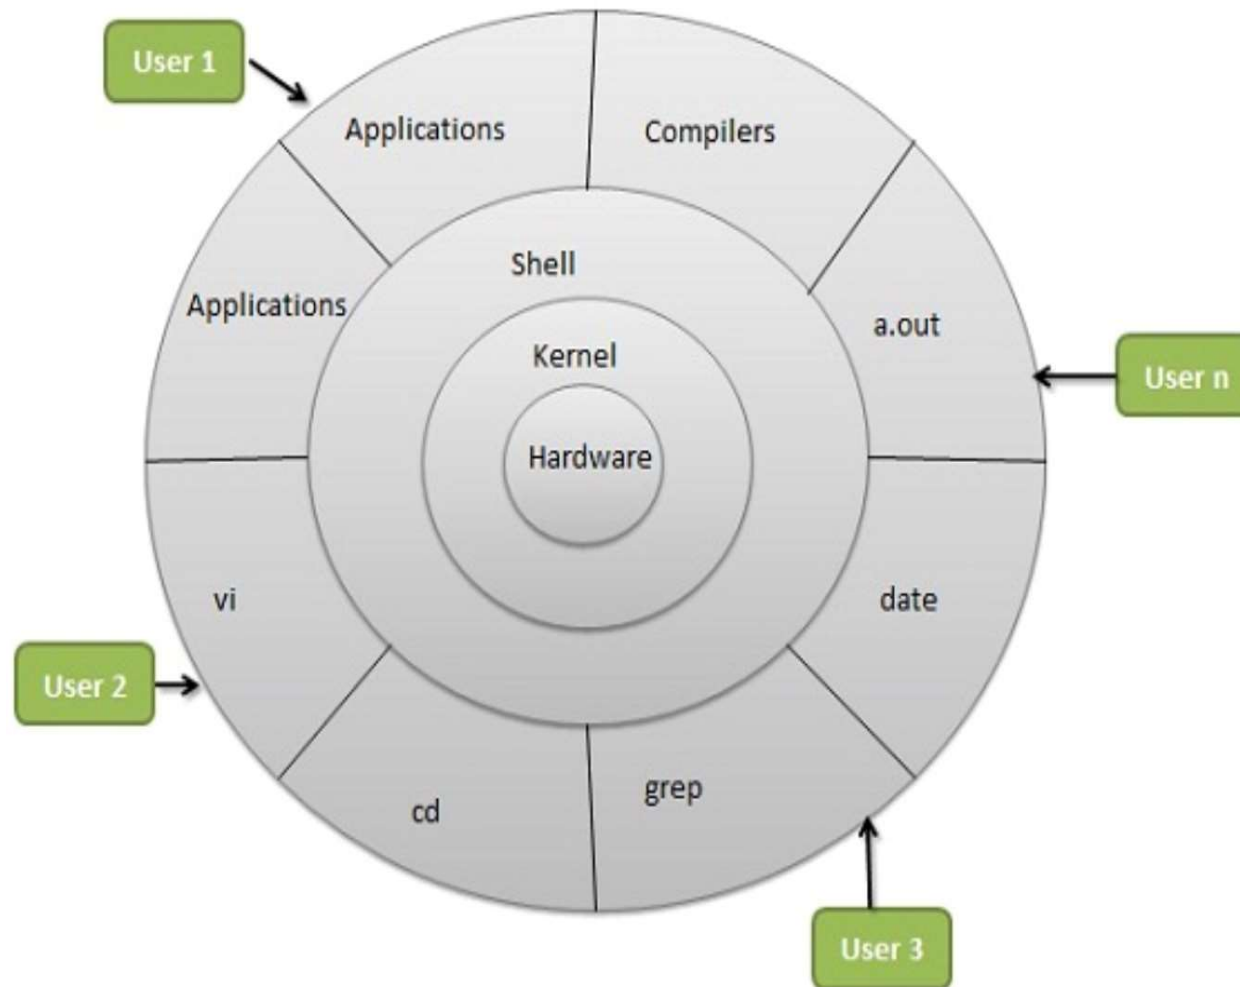 User 1
Applications
Compilers
Shell
Applications
a.out
Kernel
User n
Hardware
vi
date
User 2
cd
grep
User 3